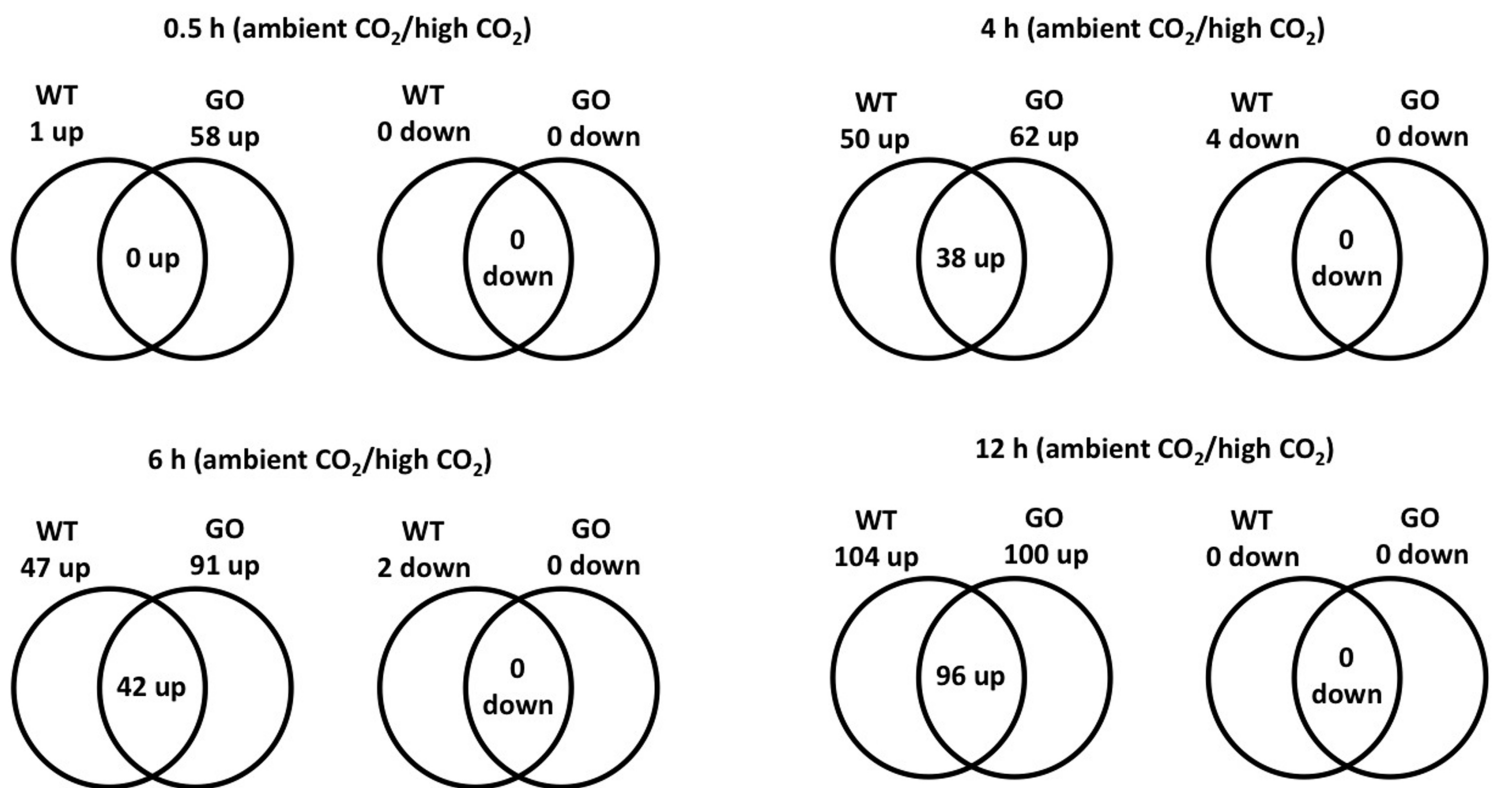 0.5 h (ambient CO₂/high CO₂)
WT
1 up
GO
58 up
0 up
WT
0 down
GO
0 down
0
down
4 h (ambient CO₂/high CO₂)
WT
50 up
GO
62 up
38 up
WT
4 down
GO
0 down
0
down
6 h (ambient CO₂/high CO₂)
WT
47 up
GO
91 up
42 up
WT
2 down
GO
0 down
0
down
12 h (ambient CO₂/high CO₂)
WT
104 up
GO
100 up
96 up
WT
0 down
GO
0 down
0
down